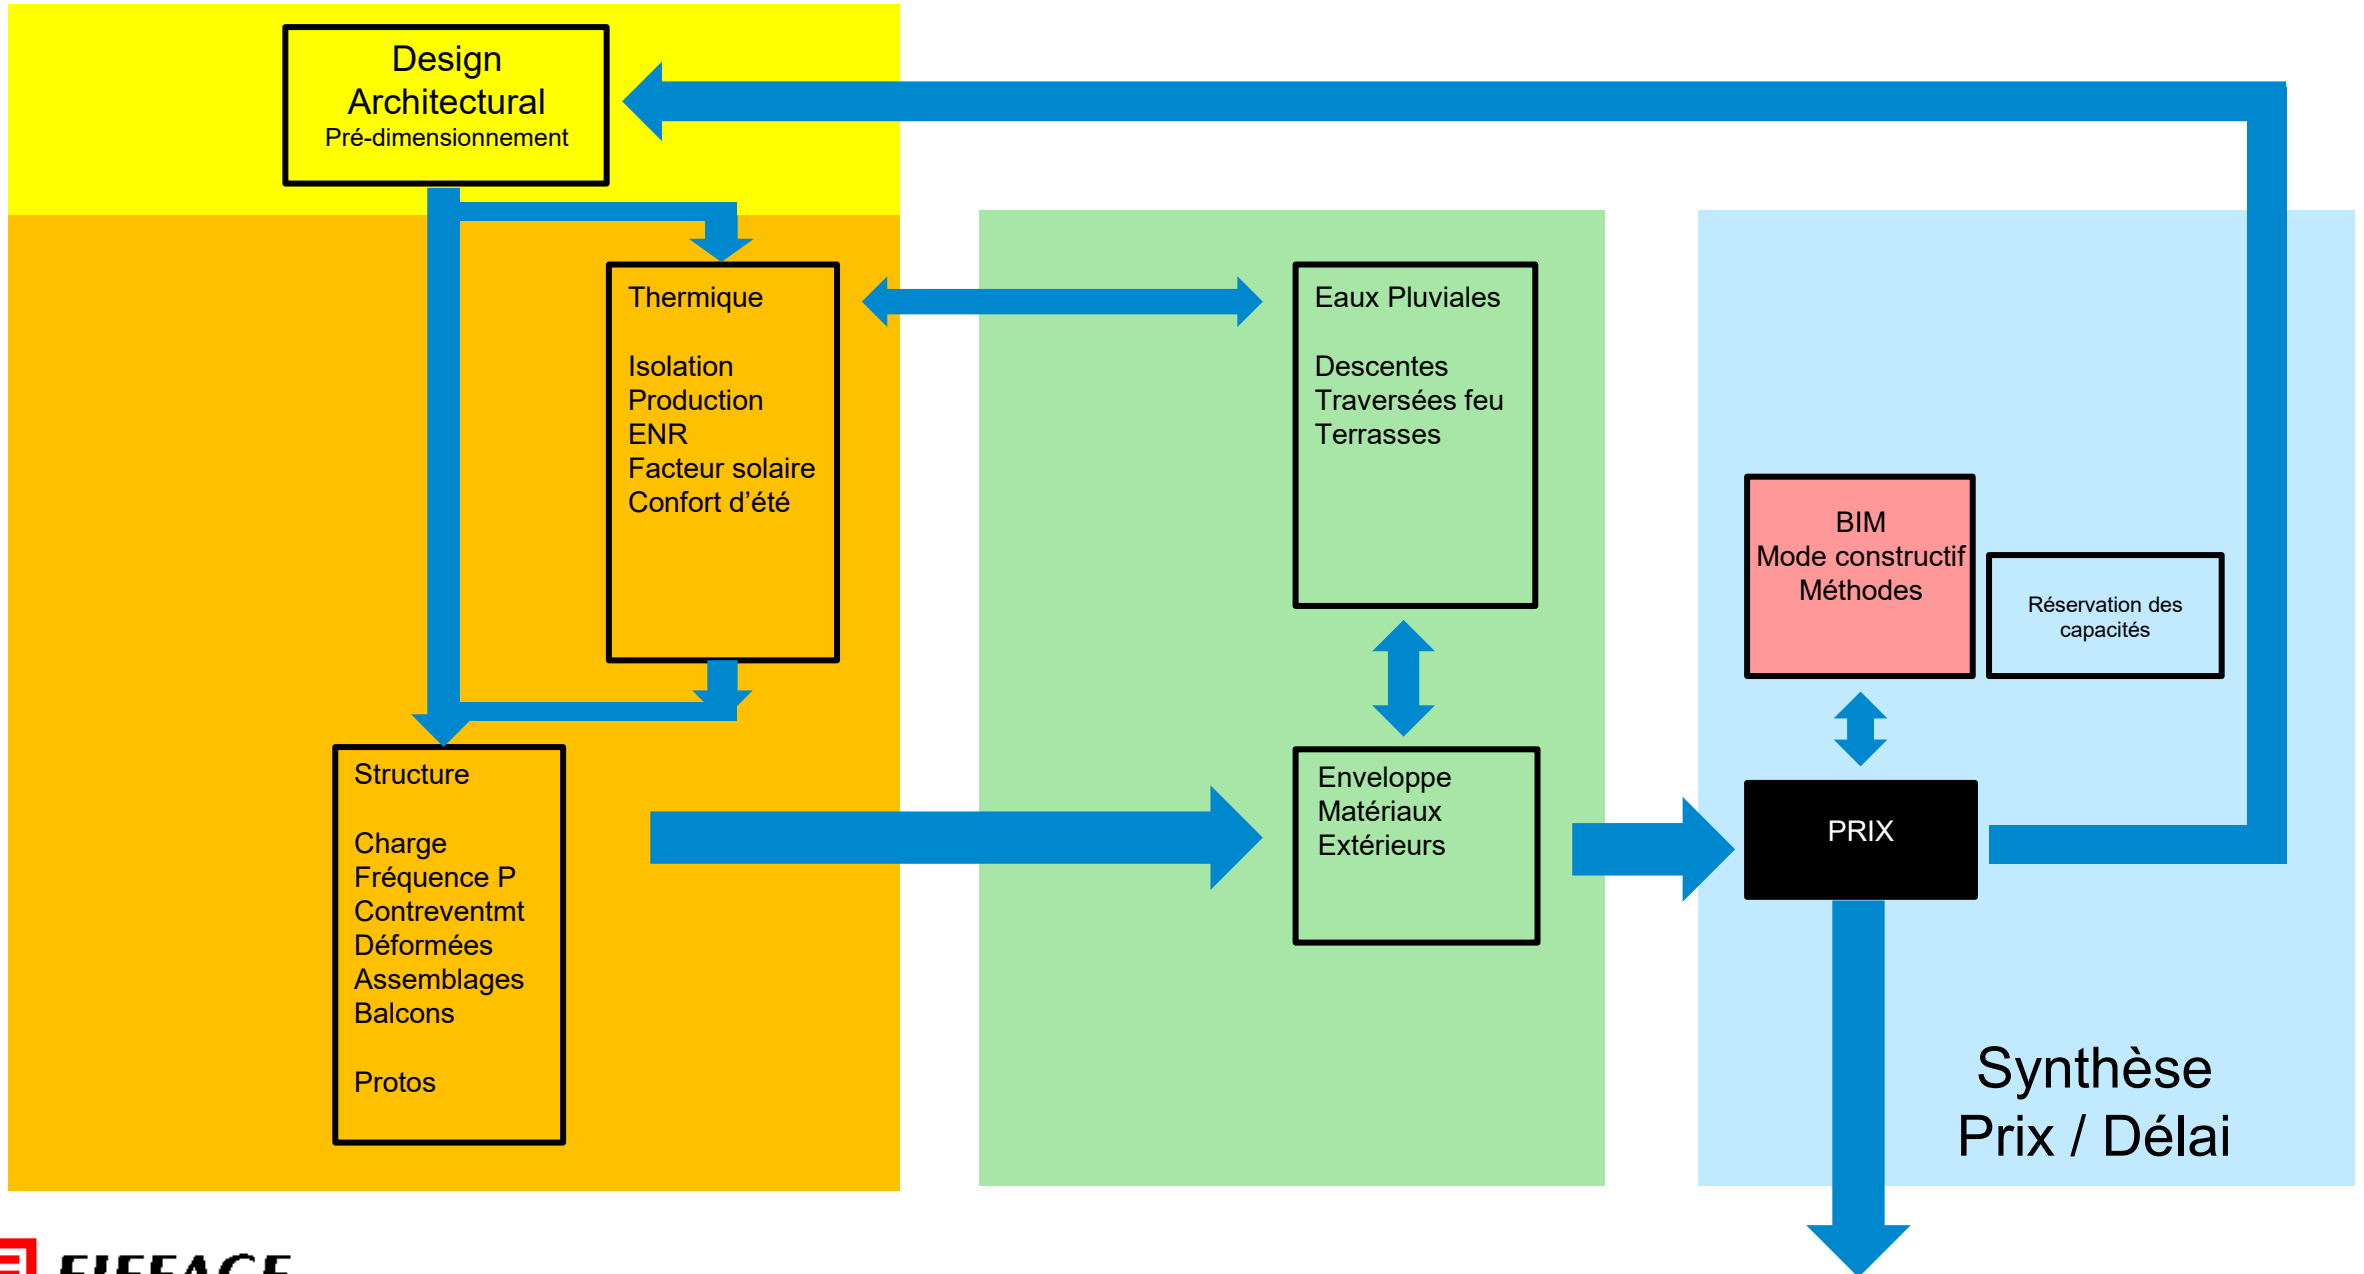 Design
Architectural
Pré-dimensionnement
Thermique
Isolation
Production
ENR
Facteur solaire
Confort d’été
Structure
Charge
Fréquence P
Contreventmt
Déformées
Assemblages
Balcons
Protos
Eaux Pluviales
Descentes
Traversées feu
Terrasses
Enveloppe
Matériaux
Extérieurs
BIM
Mode constructif
Méthodes
Réservation des
capacités
PRIX
Synthèse
Prix / Délai
EIFFAGE